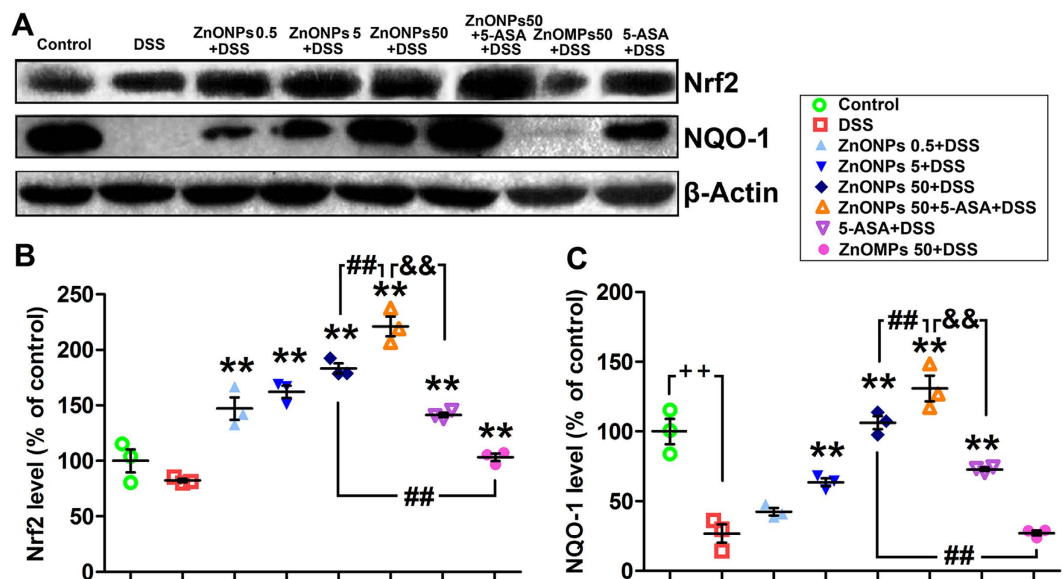 A
Control
DSS
ZnONPs 0.5
+DSS
ZnONPs 5
+DSS
ZnONPs50
+DSS
ZnONPs50
+5-ASA
+DSS
ZnOMPs50
+DSS
5-ASA
+DSS
Nrf2
NQO-1
β-Actin
Control
DSS
ZnONPs 0.5+DSS
ZnONPs 5+DSS
ZnONPs 50+DSS
ZnONPs 50+5-ASA+DSS
5-ASA+DSS
ZnOMPs 50+DSS
B
Nrf2 level (% of control)
250
200
150
100
50
0
**
**
**
##
&&
**
**
**
##
C
NQO-1 level (% of control)
200
150
100
50
0
++
**
**
##
&&
**
**
##